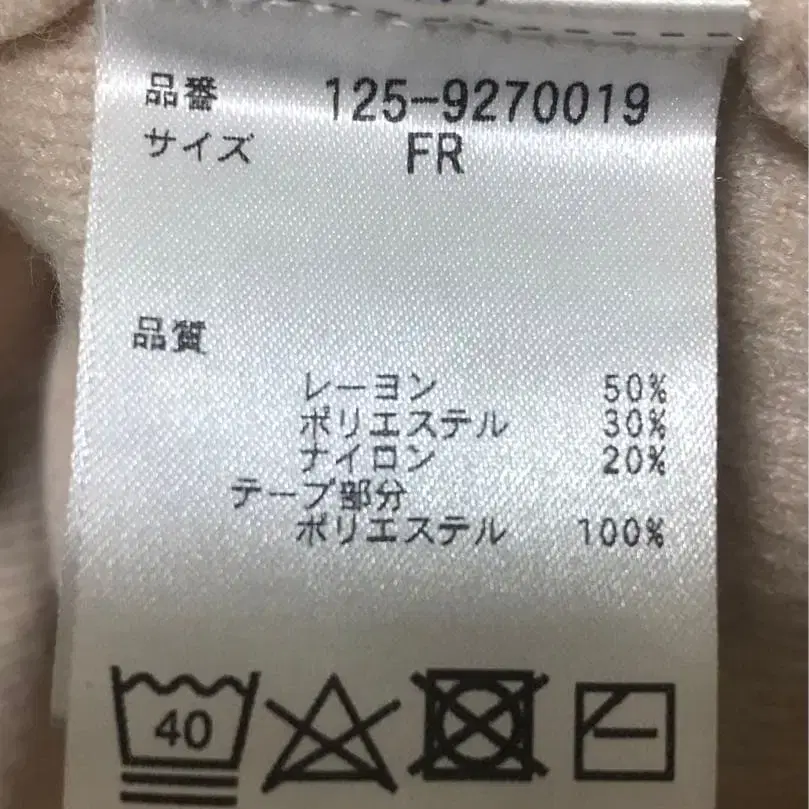 品番 125-9270019
サイズ FR
品質
レーヨン 50%
ポリエステル 30%
ナイロン 20%
テープ部分
ポリエステル 100%
40